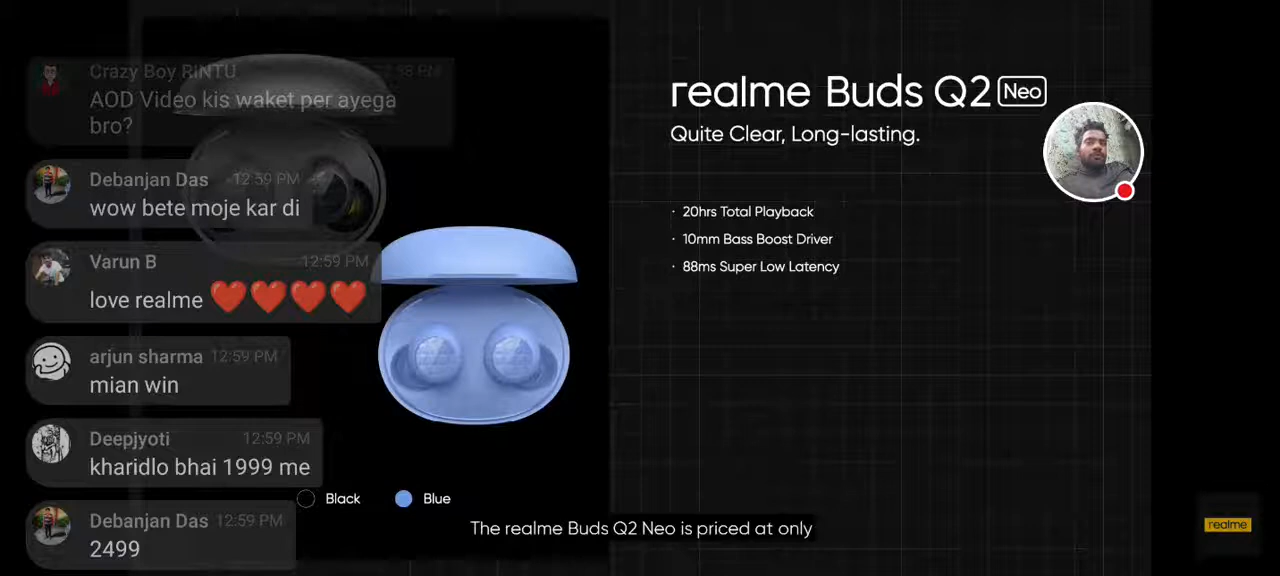 Crazy Boy RINTU
AOD Video kis waket per ayega
bro?
Debanjan Das 12:59 PM
wow bete moje kar di
Varun B 12:59 PM
love realme ❤️❤️❤️❤️
arjun sharma 12:59 PM
mian win
Deepjyoti 12:59 PM
kharidlo bhai 1999 me
Debanjan Das 12:59 PM
2499
Black
Blue
realme Buds Q2 Neo
Quite Clear, Long-lasting.
· 20hrs Total Playback
· 10mm Bass Boost Driver
· 88ms Super Low Latency
The realme Buds Q2 Neo is priced at only
realme